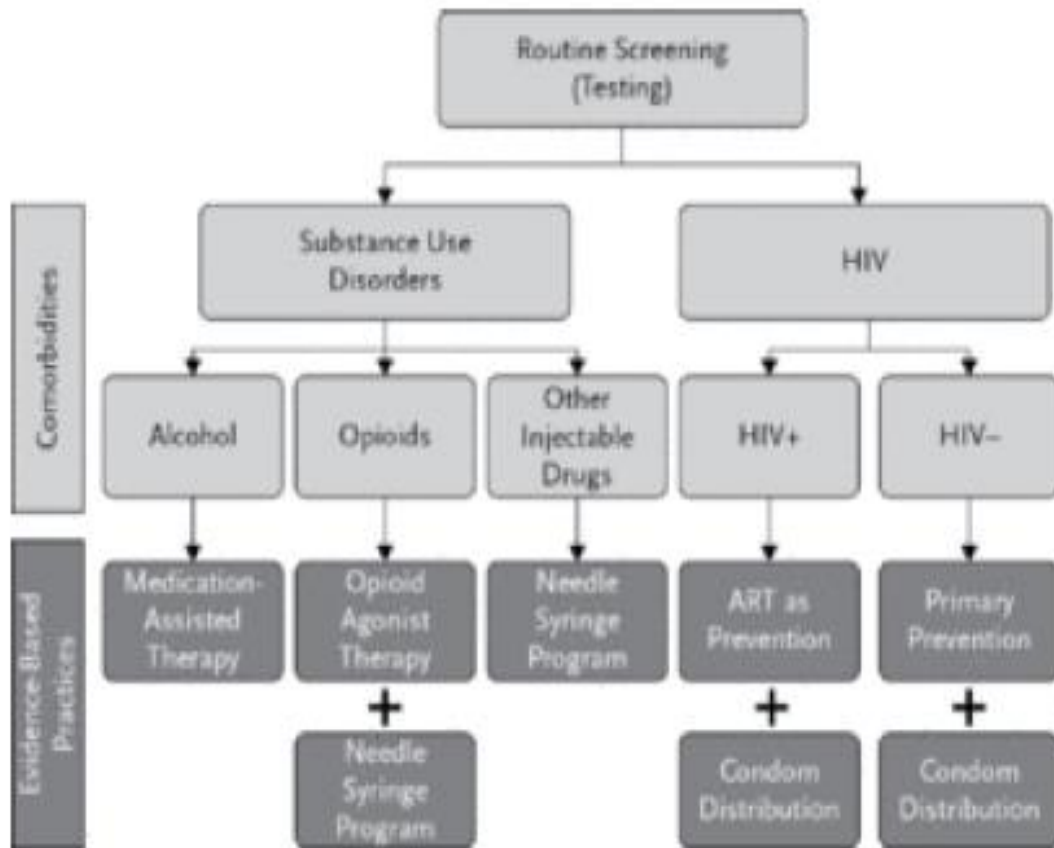 Routine Screening
(Testing)
Comorbidities
Substance Use
Disorders
HIV
Alcohol
Opioids
Other
Injectable
Drugs
HIV+
HIV–
Evidence-Based
Practices
Medication-
Assisted
Therapy
Opioid
Agonist
Therapy
Needle
Syringe
Program
ART as
Prevention
Primary
Prevention
+
+
+
Needle
Syringe
Program
Condom
Distribution
Condom
Distribution